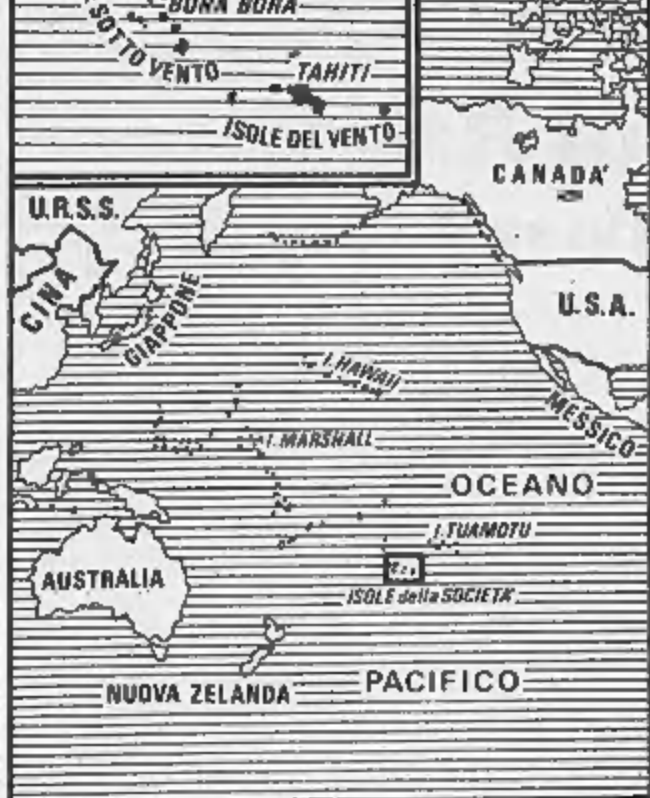 BORA BORA
SOTTO VENTO
TAHITI
ISOLE DEL VENTO
CANADA'
U.R.S.S.
CINA
GIAPPONE
U.S.A.
I. HAWAII
MESSICO
I. MARSHALL
OCEANO
I. TUAMOTU
AUSTRALIA
ISOLE della SOCIETA'
NUOVA ZELANDA
PACIFICO